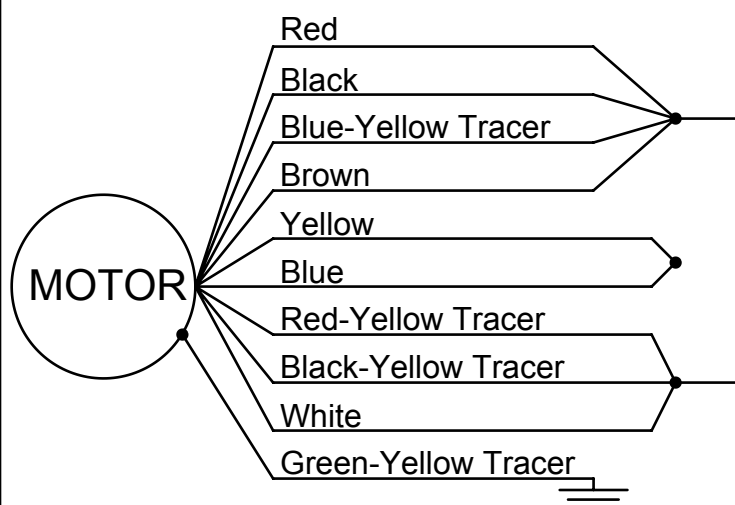 Red
Black
Blue-Yellow Tracer
Brown
Yellow
MOTOR
Blue
Red-Yellow Tracer
Black-Yellow Tracer
White
Green-Yellow Tracer